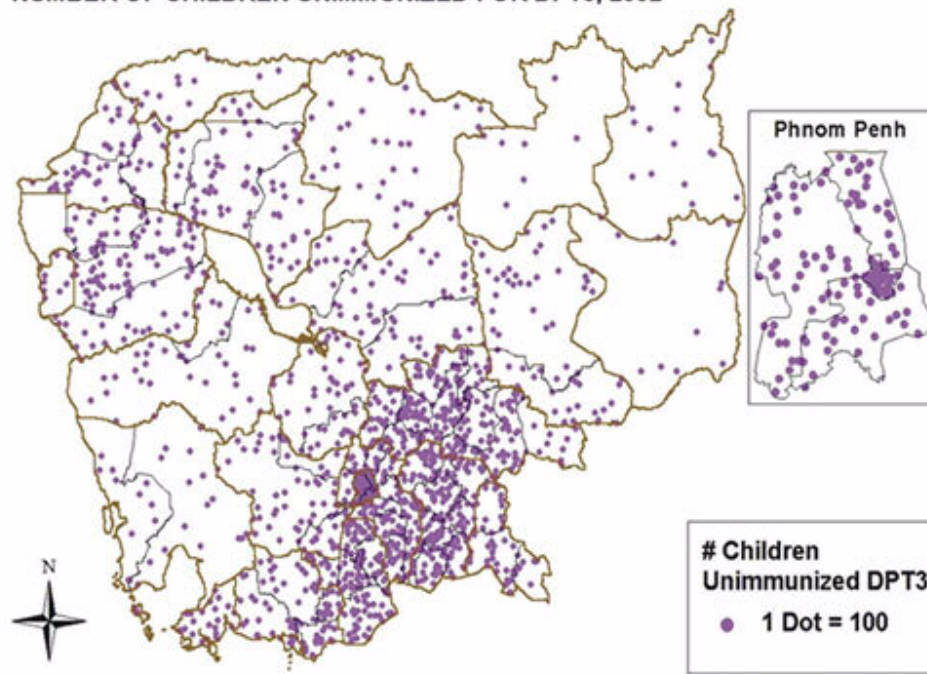 Phnom Penh
N
# Children
Unimmunized DPT3
1 Dot = 100